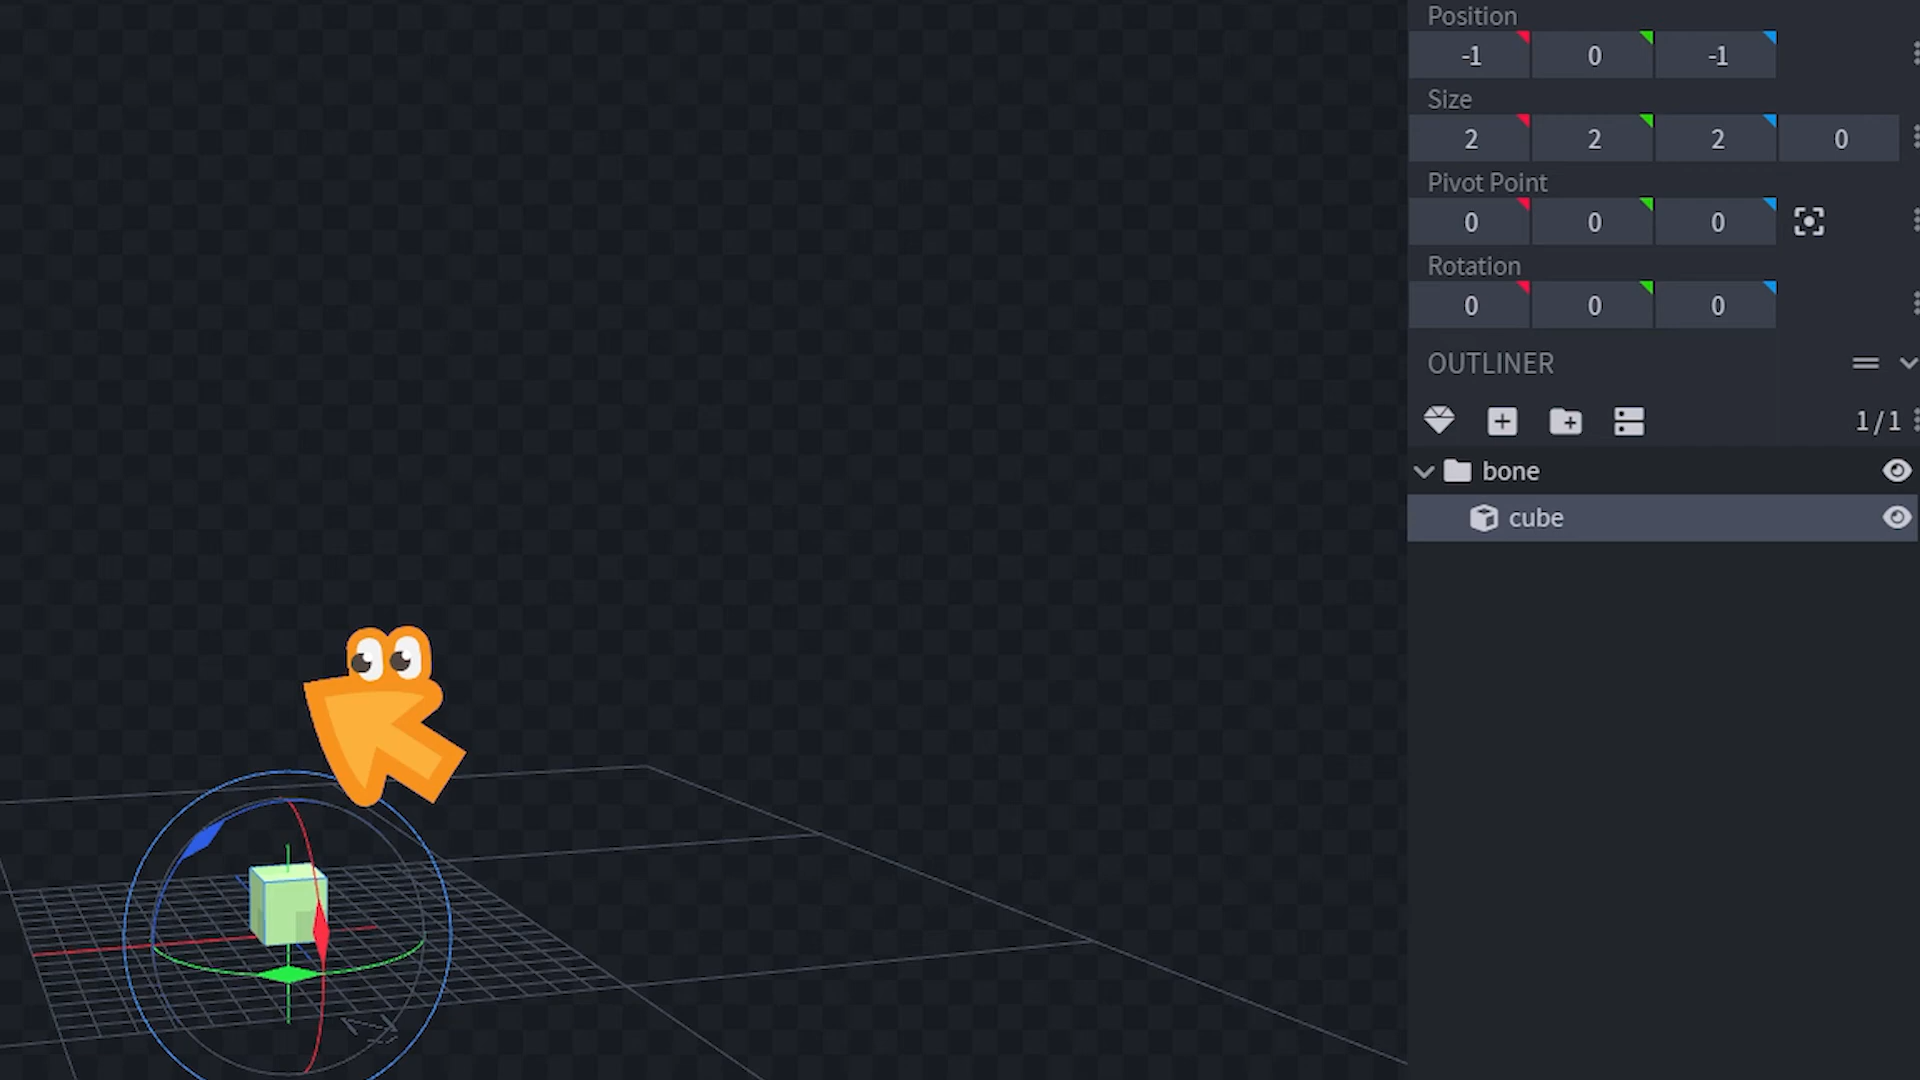 Position
-1 0 -1
Size
2 2 2 0
Pivot Point
0 0 0
Rotation
0 0 0
OUTLINER
1/1
bone
cube